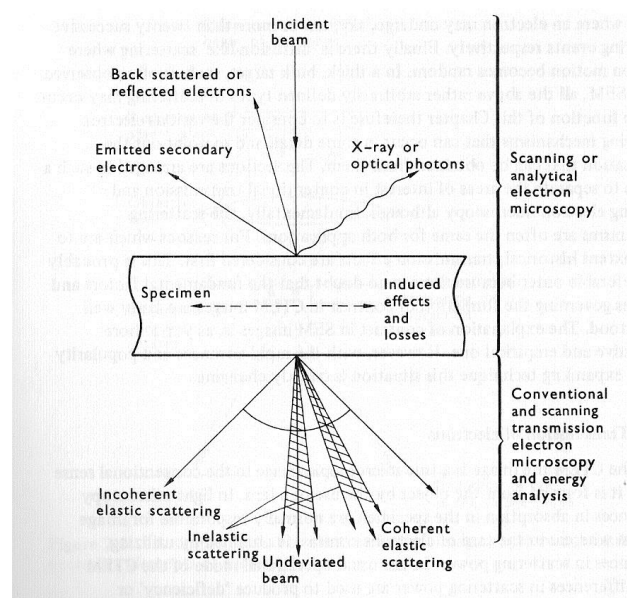 Incident
beam
Back scattered or
reflected electrons
Emitted secondary
electrons
X-ray or
optical photons
Scanning or
analytical
electron
microscopy
Specimen
Induced
effects
and
losses
Conventional
and scanning
transmission
electron
microscopy
and energy
analysis
Incoherent
elastic scattering
Inelastic
scattering
Undeviated
beam
Coherent
elastic
scattering